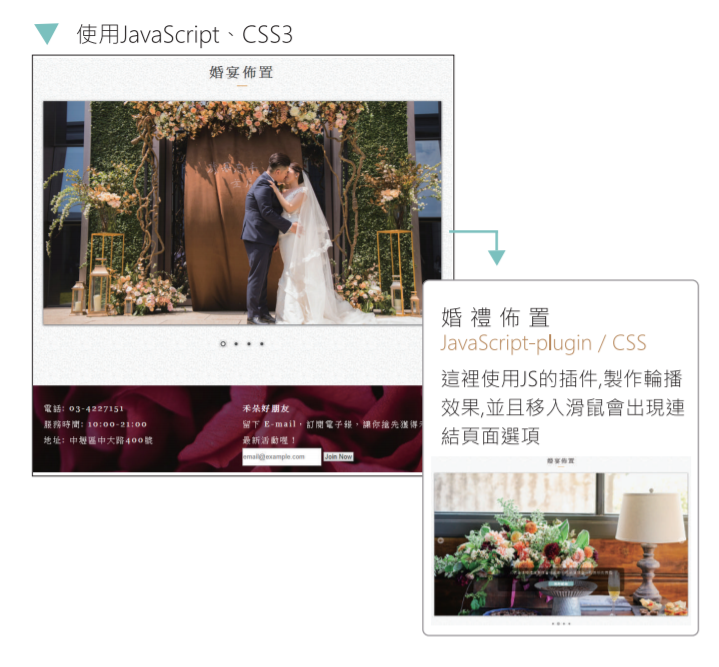 使用JavaScript、CSS3
婚宴佈置
電話: 03-4227151
服務時間: 10:00-21:00
地址: 中壢區中大路400號
禾朵好朋友
留下 E-mail，訂閱電子報，讓你搶先獲得
最新活動喔！
email@example.com
Join Now
婚禮佈置
JavaScript-plugin / CSS
這裡使用JS的插件,製作輪播
效果,並且移入滑鼠會出現連
結頁面選項
婚宴佈置